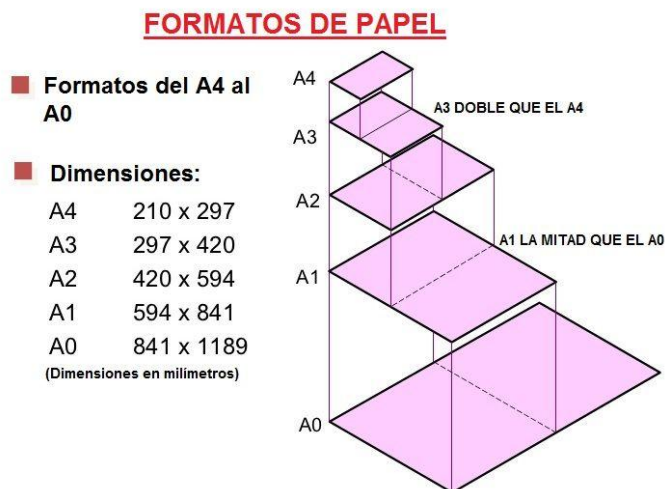 FORMATOS DE PAPEL
Formatos del A4 al
A0
Dimensiones:
A4 210 x 297
A3 297 x 420
A2 420 x 594
A1 594 x 841
A0 841 x 1189
(Dimensiones en milímetros)
A4
A3 DOBLE QUE EL A4
A3
A2
A1 LA MITAD QUE EL A0
A1
A0